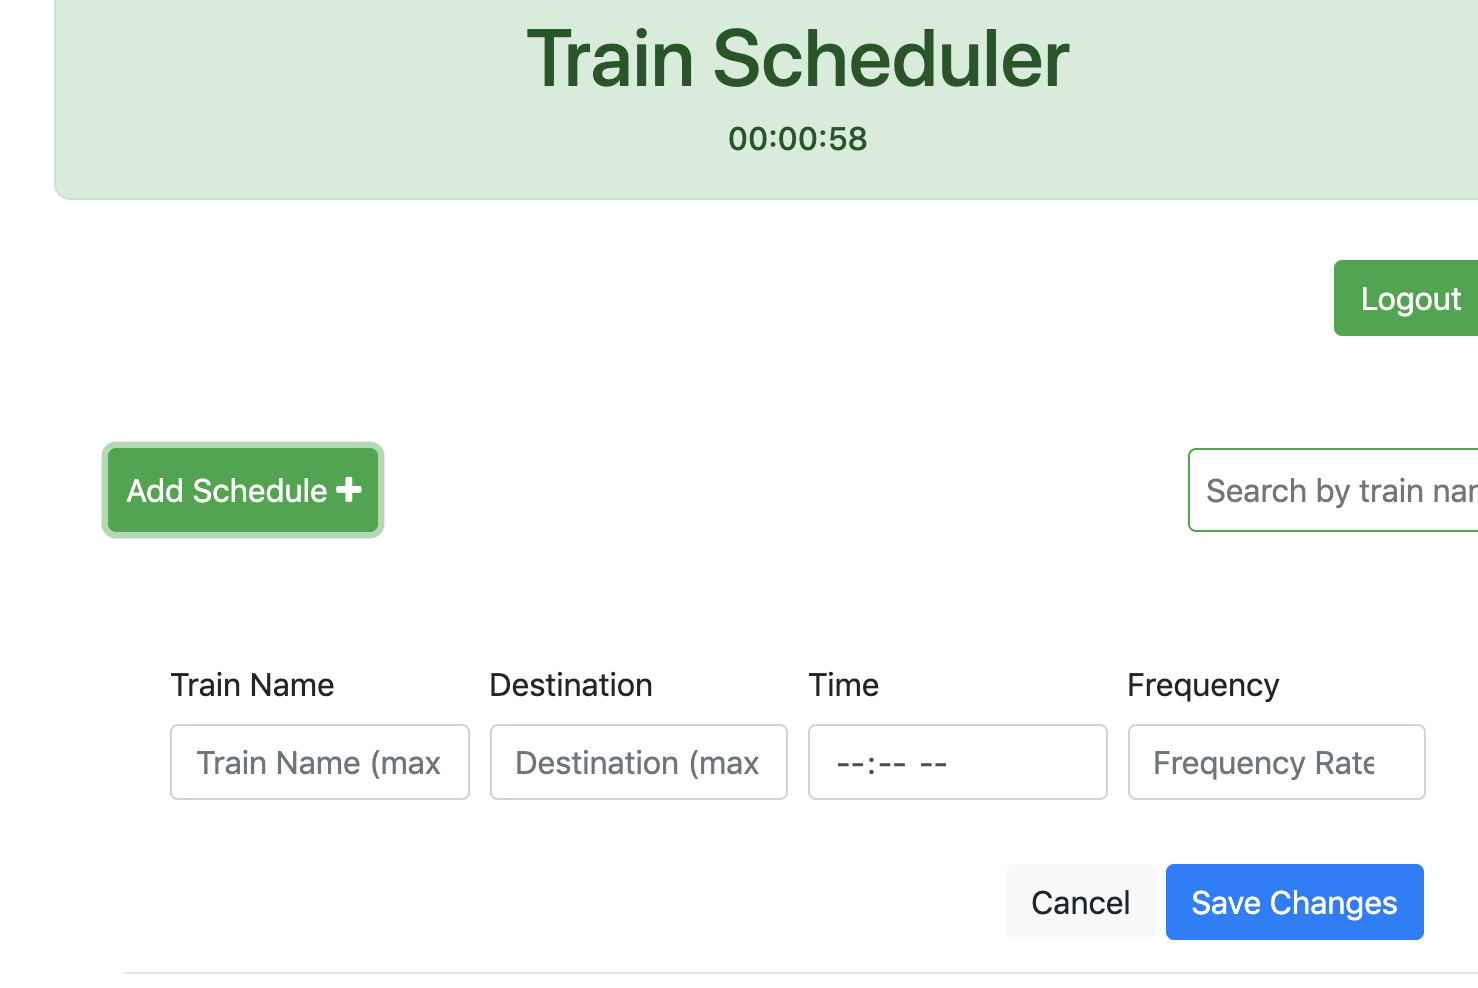 Train Scheduler
00:00:58
Logout
Add Schedule
Search by train
Train Name Destination Time Frequency
Train Name (max Destination (max --:-- -- Frequency Rate
Cancel Save Changes